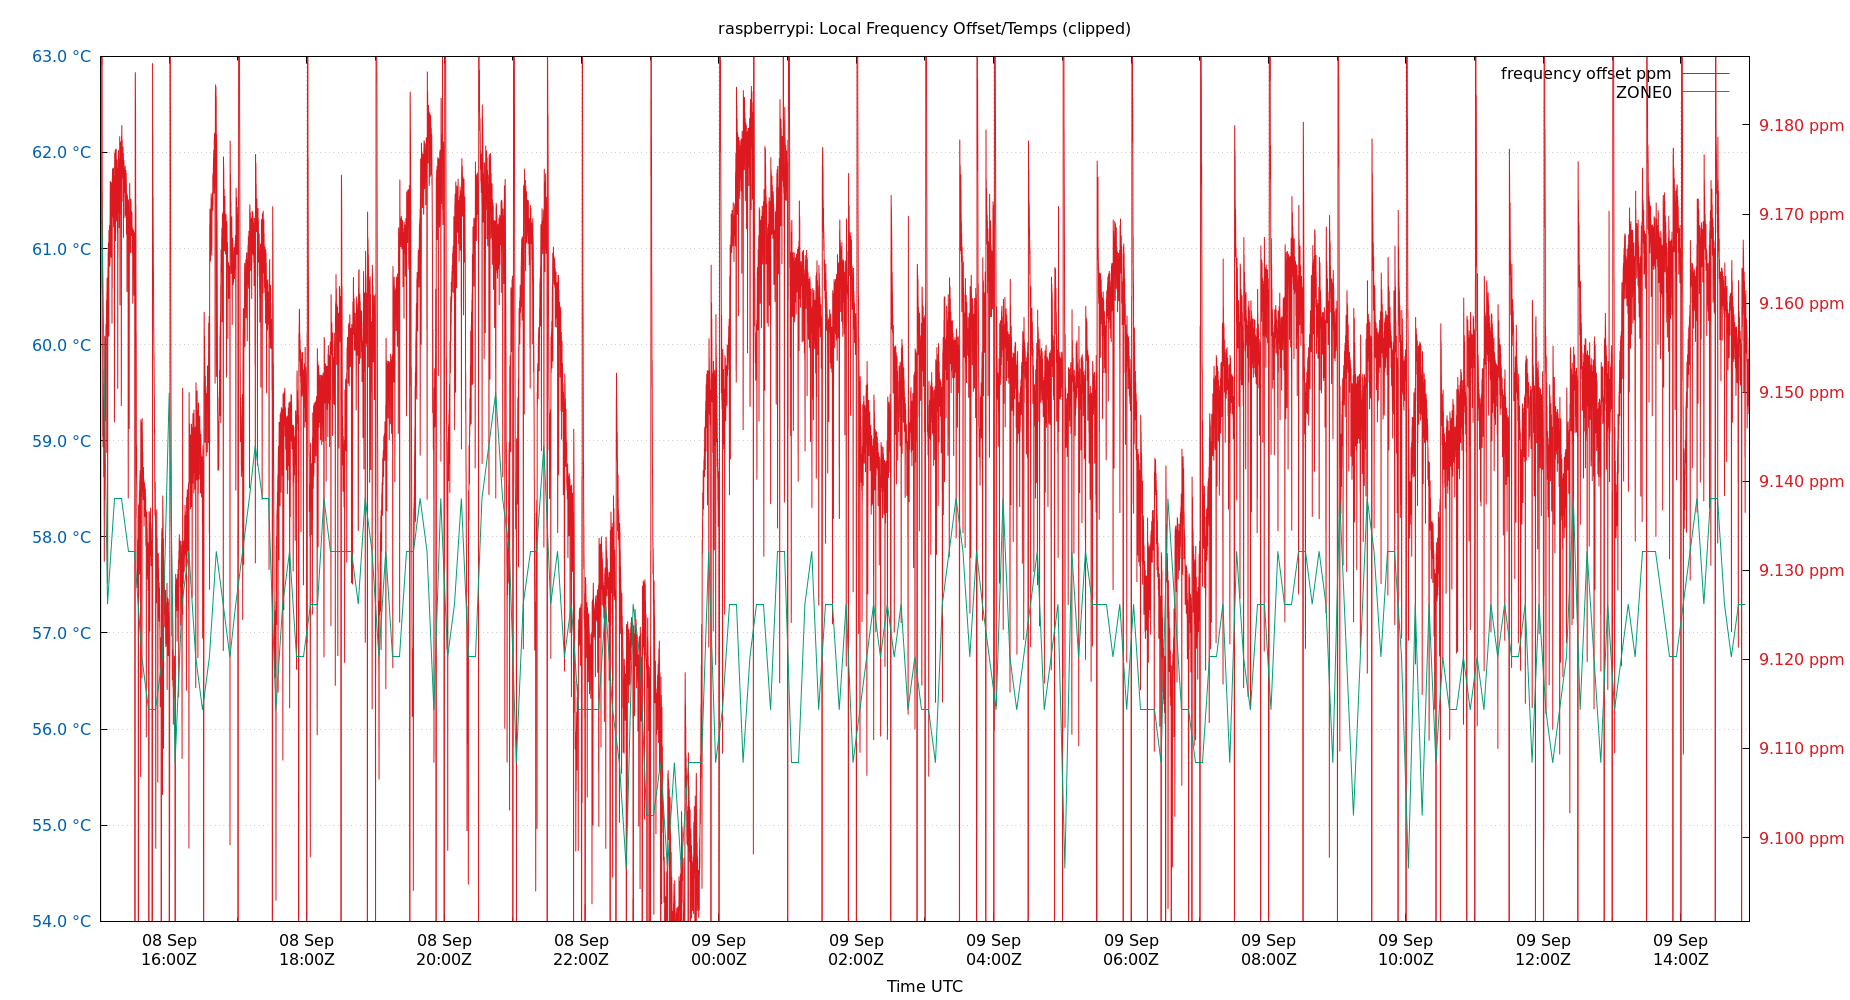 raspberrypi: Local Frequency Offset/Temps (clipped)
63.0 °C
62.0 °C
61.0 °C
60.0 °C
59.0 °C
58.0 °C
57.0 °C
56.0 °C
55.0 °C
54.0 °C
frequency offset ppm
ZONE0
9.180 ppm
9.170 ppm
9.160 ppm
9.150 ppm
9.140 ppm
9.130 ppm
9.120 ppm
9.110 ppm
9.100 ppm
08 Sep
16:00Z
08 Sep
18:00Z
08 Sep
20:00Z
08 Sep
22:00Z
09 Sep
00:00Z
09 Sep
02:00Z
09 Sep
04:00Z
09 Sep
06:00Z
09 Sep
08:00Z
09 Sep
10:00Z
09 Sep
12:00Z
09 Sep
14:00Z
Time UTC